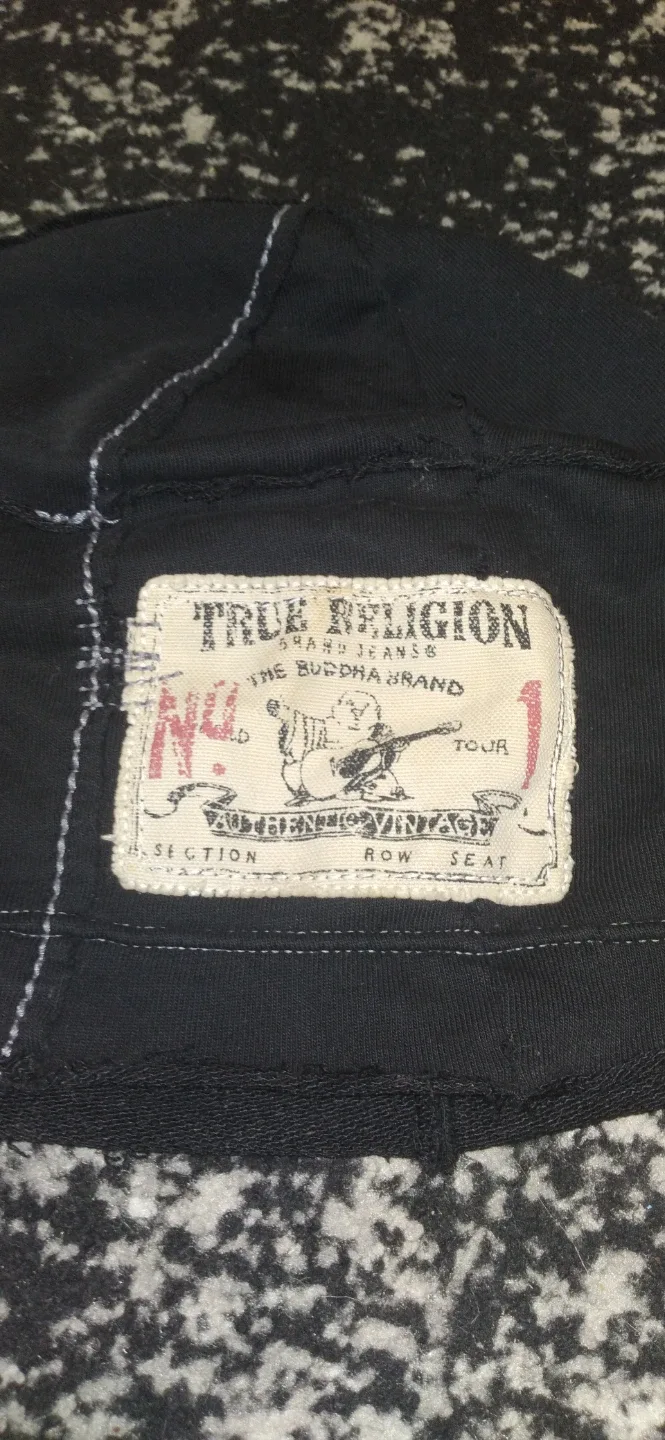 TRUE RELIGION
BRAND JEANS®
THE BUDDHA BRAND
Nº 1
TOUR
AUTHENTIC VINTAGE
SECTION ROW SEAT